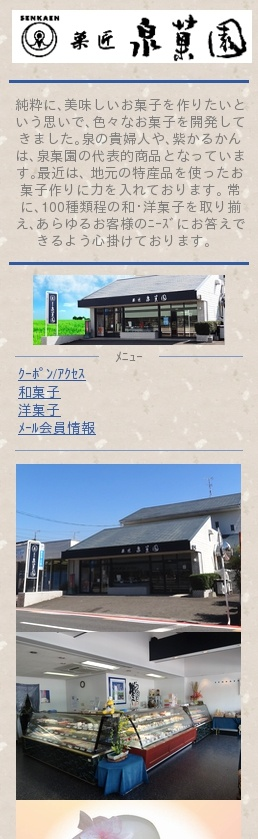 SENKAEN
菓匠 泉菓園
純粋に､美味しいお菓子を作りたいと
いう思いで､色々なお菓子を開発して
きました｡泉の貴婦人や､紫かるかん
は､泉菓園の代表的商品となっていま
す｡最近は､地元の特産品を使ったお
菓子作りに力を入れております｡ 常
に､100種類程の和･洋菓子を取り揃
え､あらゆるお客様のﾆｰｽﾞにお答えで
きるよう心掛けております｡
ﾒﾆｭｰ
ｸｰﾎﾟﾝ/ｱｸｾｽ
和菓子
洋菓子
ﾒｰﾙ会員情報